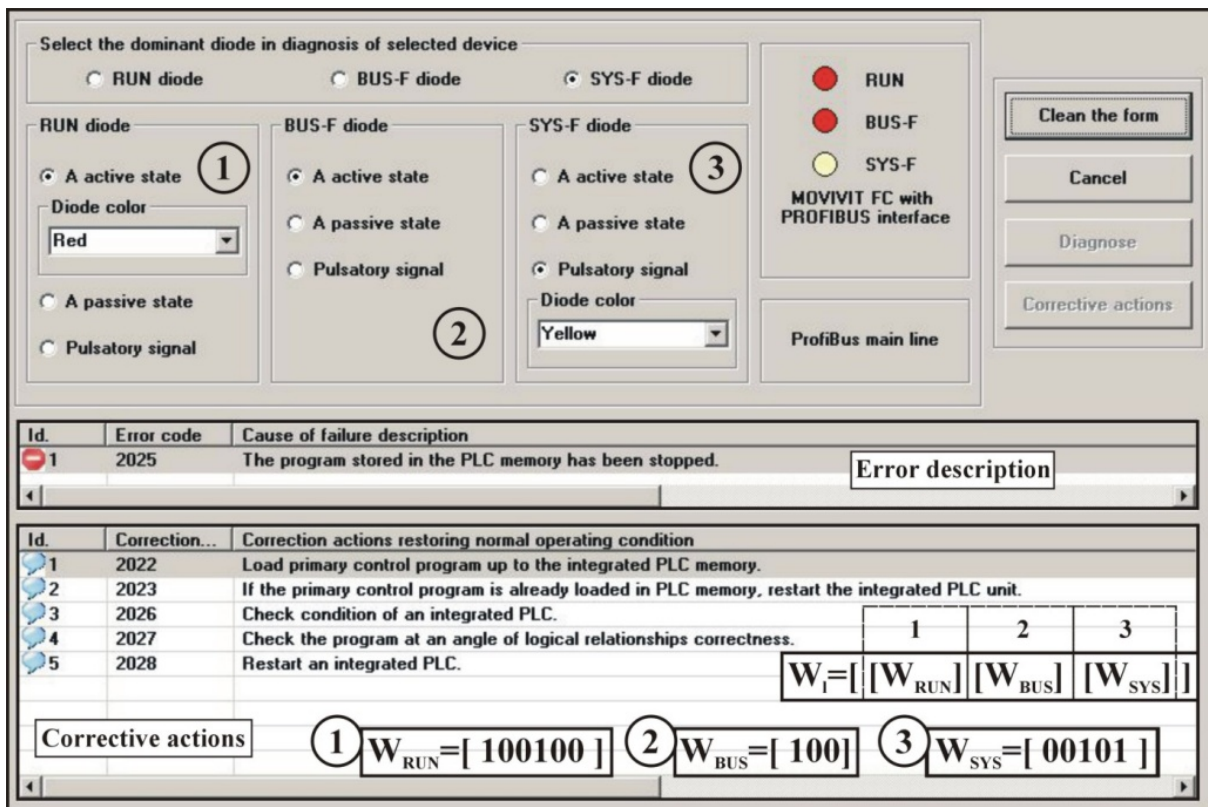 Select the dominant diode in diagnosis of selected device
RUN diode BUS-F diode SYS-F diode
RUN diode
1
A active state
Diode color
Red
A passive state
Pulsatory signal
BUS-F diode
A active state
A passive state
Pulsatory signal
2
SYS-F diode
3
A active state
A passive state
Pulsatory signal
Diode color
Yellow
RUN
BUS-F
SYS-F
MOVIVIT FC with
PROFIBUS interface
ProfiBus main line
Clean the form
Cancel
Diagnose
Corrective actions
Id. Error code Cause of failure description
1 2025 The program stored in the PLC memory has been stopped.
Error description
Id. Correction... Correction actions restoring normal operating condition
1 2022 Load primary control program up to the integrated PLC memory.
2 2023 If the primary control program is already loaded in PLC memory, restart the integrated PLC unit.
3 2026 Check condition of an integrated PLC.
4 2027 Check the program at an angle of logical relationships correctness.
5 2028 Restart an integrated PLC.
1 2 3
W_I=[ [W_RUN] [W_BUS] [W_SYS] ]
Corrective actions
1 W_RUN=[ 100100 ] 2 W_BUS=[ 100] 3 W_SYS=[ 00101 ]